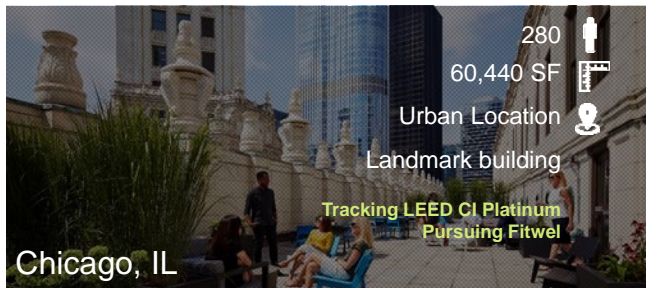 280
60,440 SF
Urban Location
Landmark building
Tracking LEED CI Platinum
Pursuing Fitwel
Chicago, IL